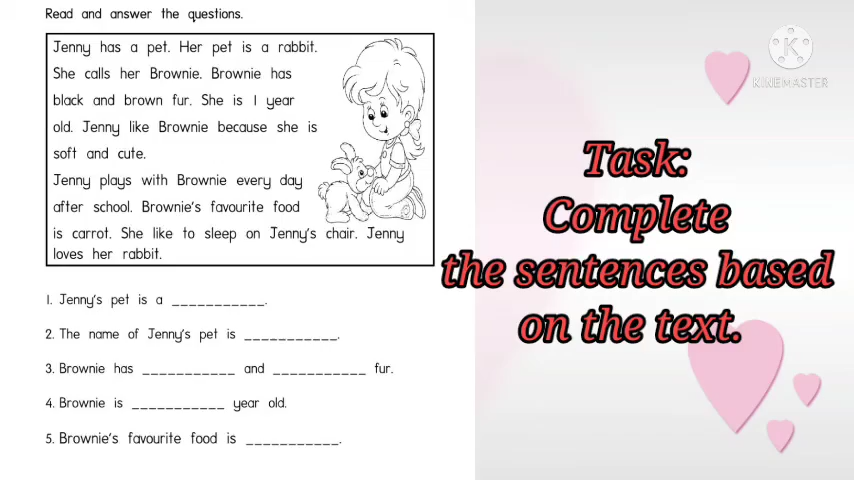 Read and answer the questions.
Jenny has a pet. Her pet is a rabbit.
She calls her Brownie. Brownie has
black and brown fur. She is 1 year
old. Jenny like Brownie because she is
soft and cute.
Jenny plays with Brownie every day
after school. Brownie's favourite food
is carrot. She like to sleep on Jenny's chair. Jenny
loves her rabbit.
1. Jenny's pet is a ___________.
2. The name of Jenny's pet is ___________.
3. Brownie has ___________ and ___________ fur.
4. Brownie is ___________ year old.
5. Brownie's favourite food is ___________.
K
KINEMASTER
Task:
Complete
the sentences based
on the text.